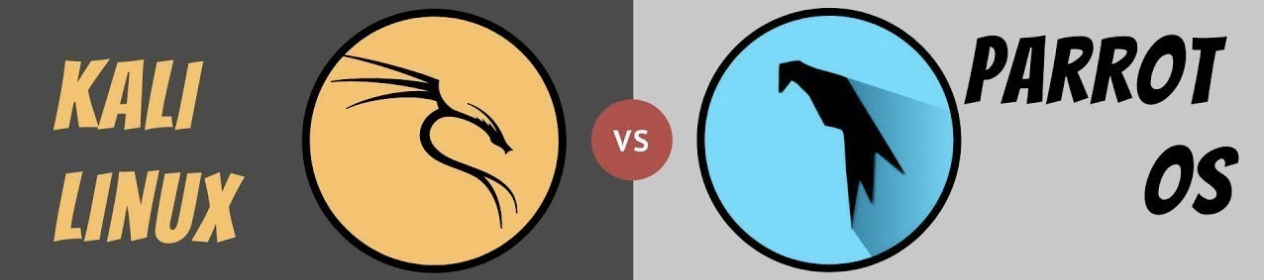 KALI
LINUX
VS
PARROT
OS